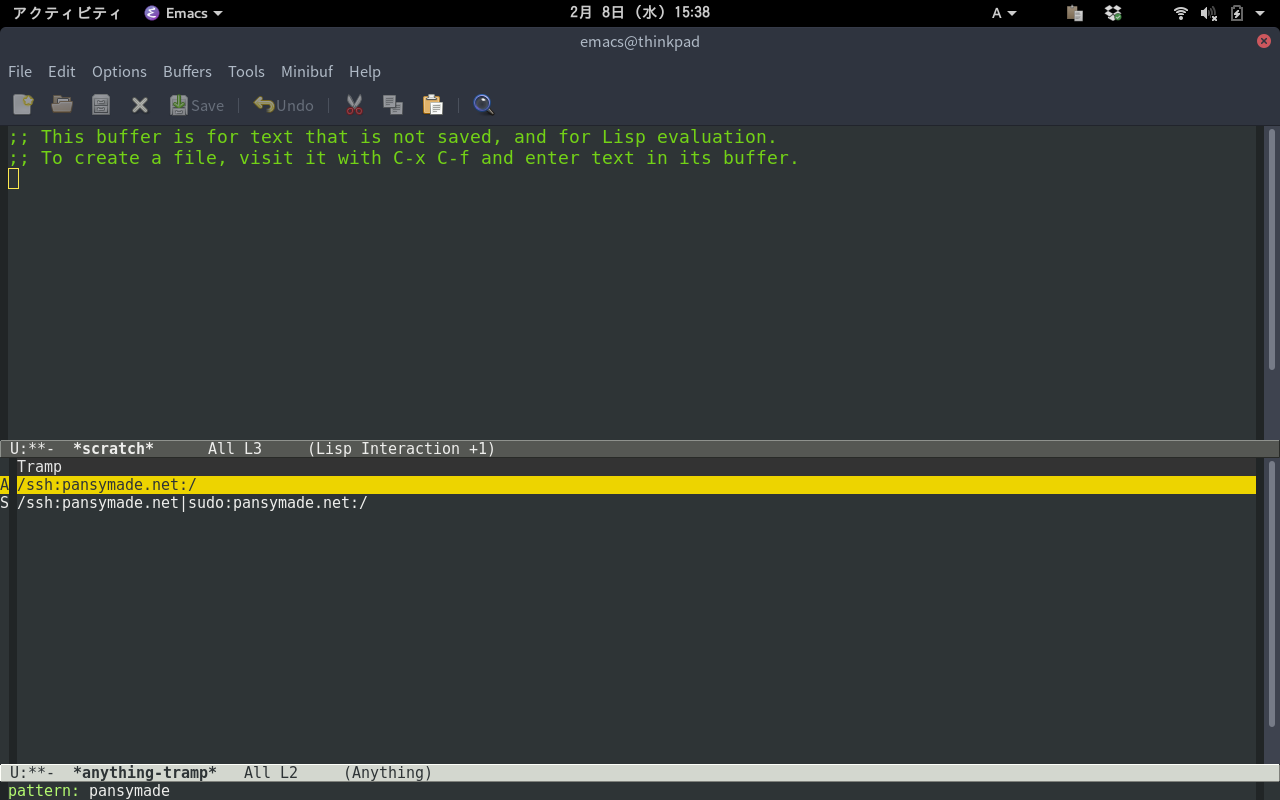 アクティビティ Emacs 2月 8日 (水) 15:38 A
emacs@thinkpad
File Edit Options Buffers Tools Minibuf Help
Save Undo
;; This buffer is for text that is not saved, and for Lisp evaluation.
;; To create a file, visit it with C-x C-f and enter text in its buffer.
U:**-  *scratch*      All L3     (Lisp Interaction +1)
Tramp
A /ssh:pansymade.net:/
S /ssh:pansymade.net|sudo:pansymade.net:/
U:**-  *anything-tramp*   All L2     (Anything)
pattern: pansymade